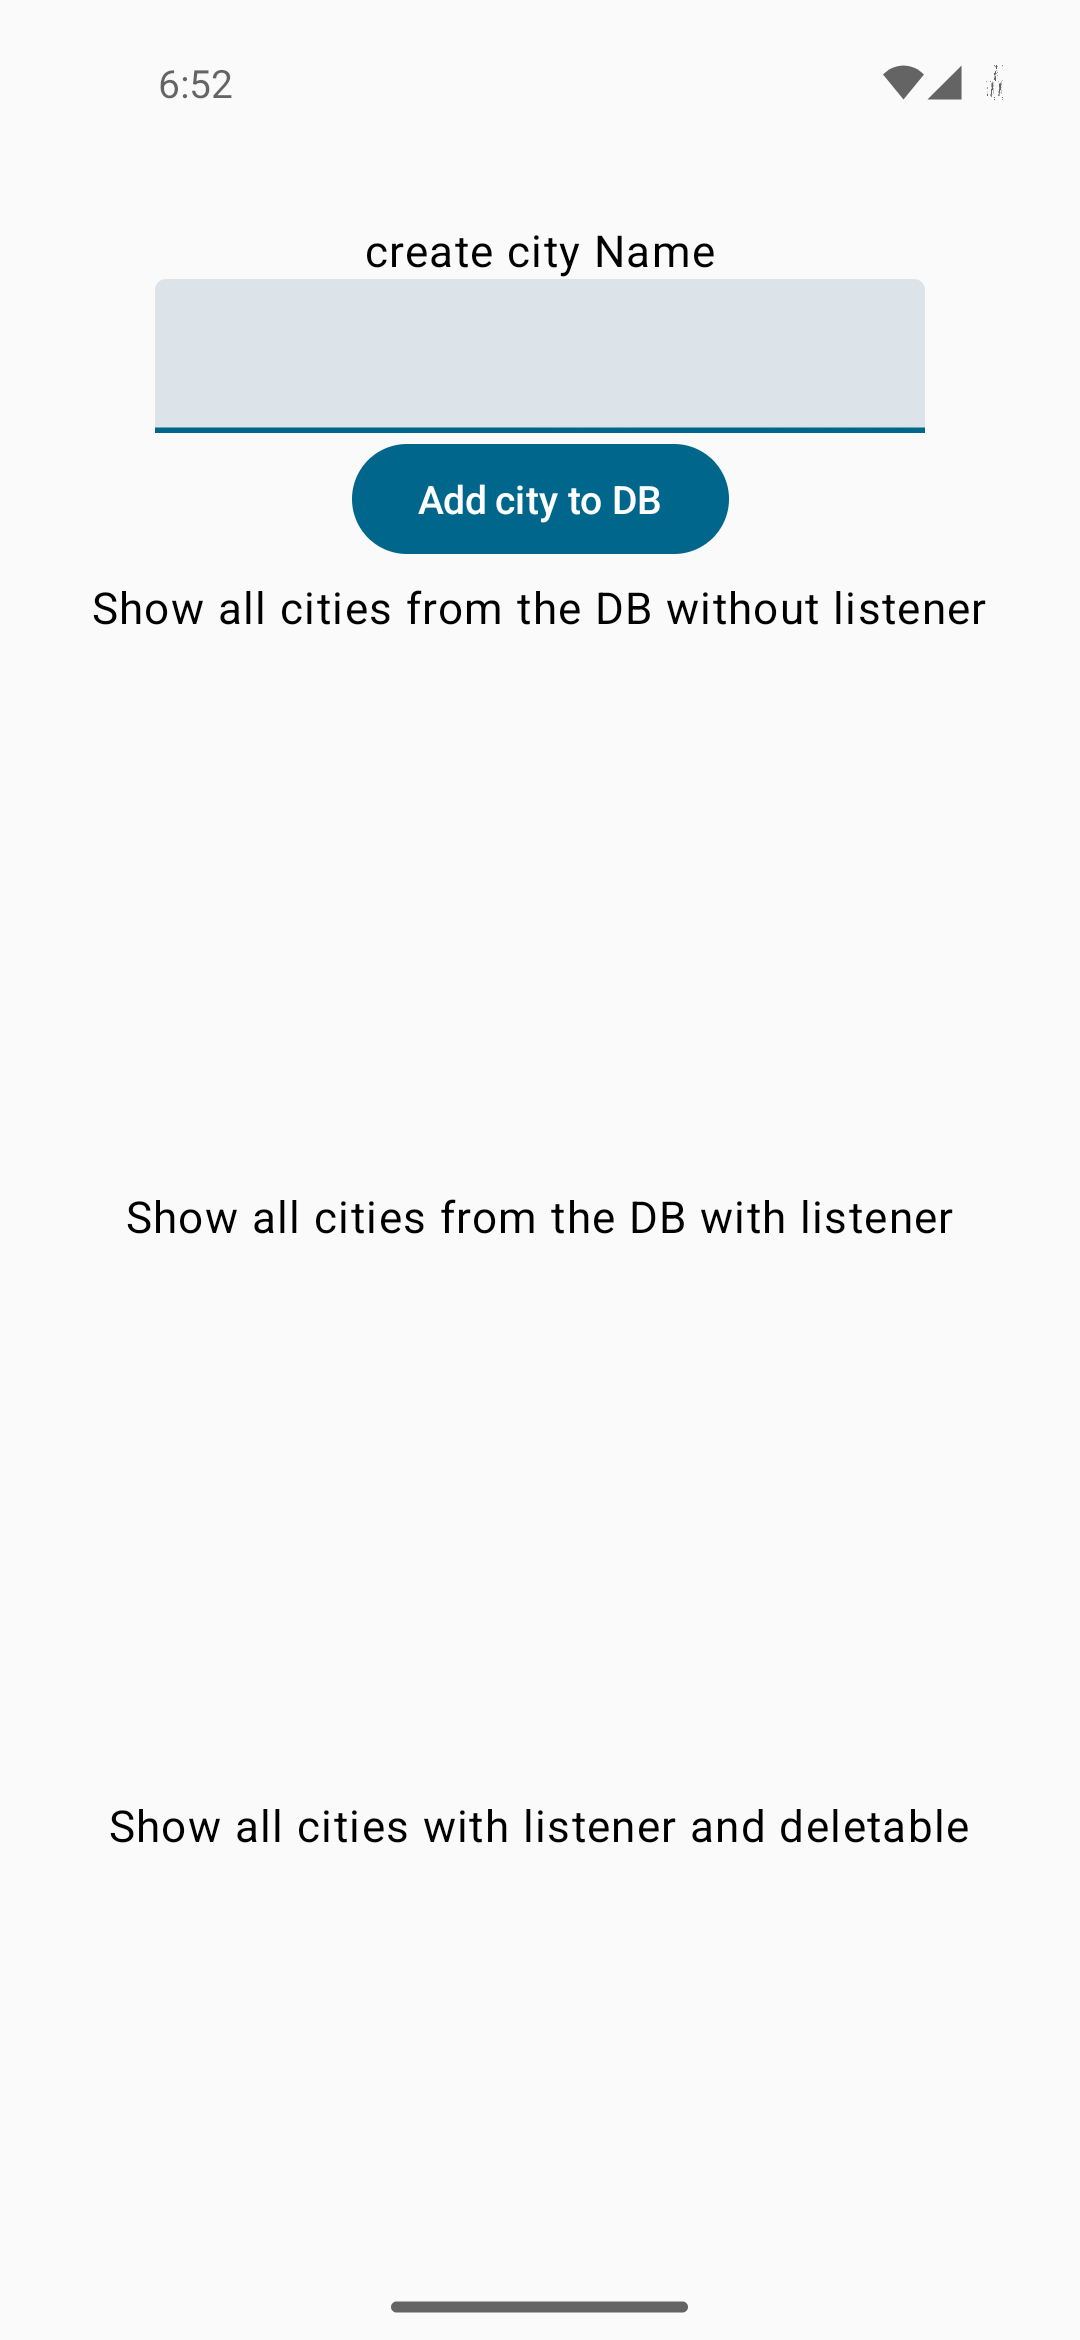 6:52
create city Name
Add city to DB
Show all cities from the DB without listener
Show all cities from the DB with listener
Show all cities with listener and deletable